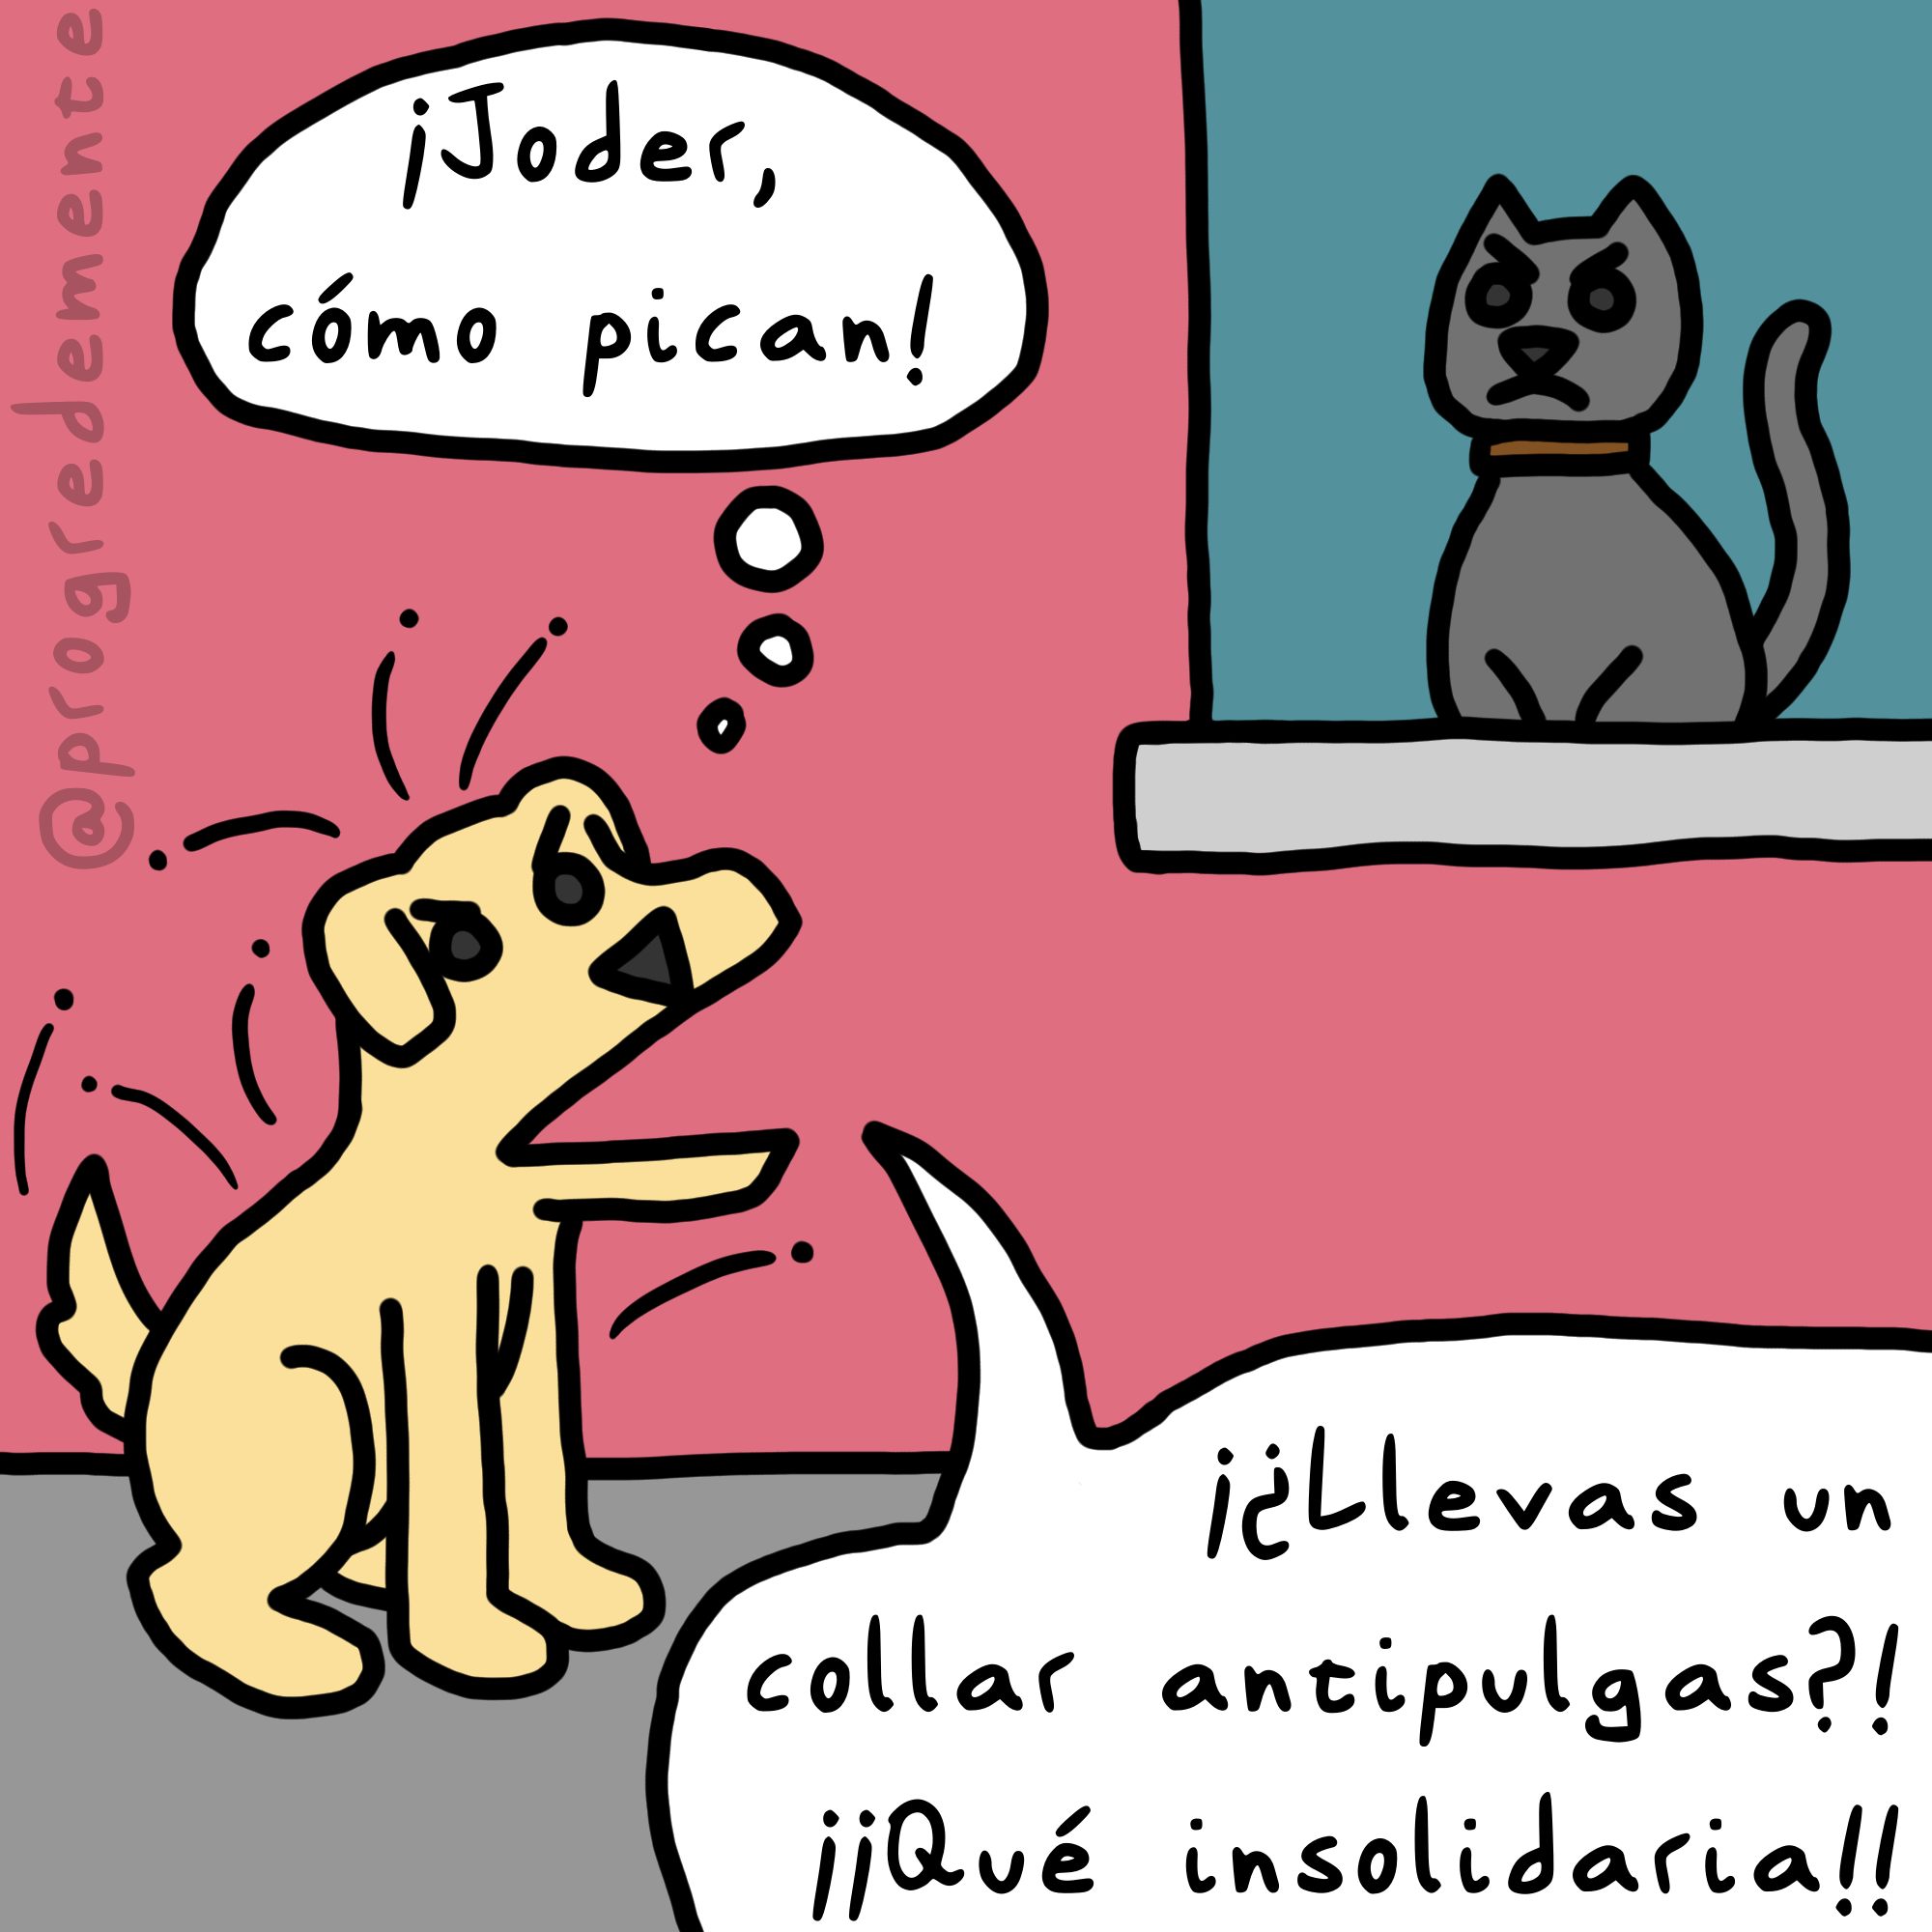 @progredemente
¡Joder,
cómo pican!
¡¿Llevas un
collar antipulgas?!
¡¡Qué insolidaria!!